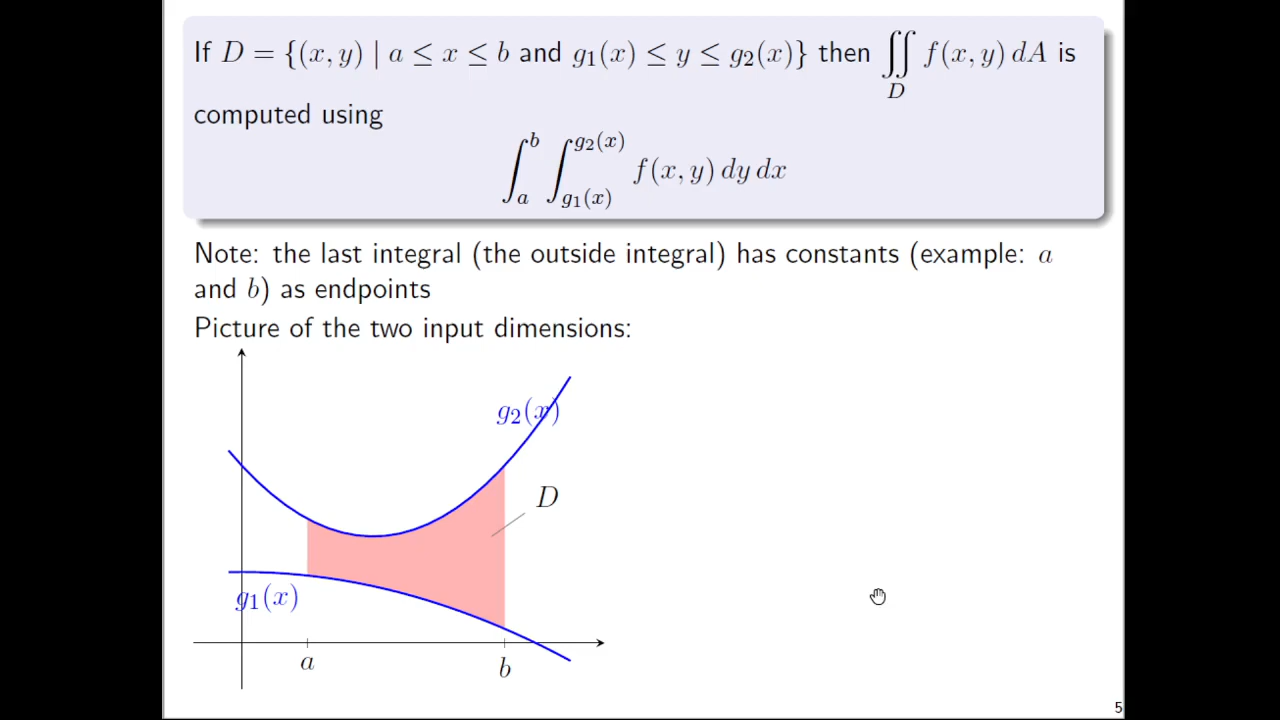 If D = {(x, y) | a ≤ x ≤ b and g₁(x) ≤ y ≤ g₂(x)} then ∬_D f(x, y) dA is
computed using
∫_a^b ∫_{g₁(x)}^{g₂(x)} f(x, y) dy dx
Note: the last integral (the outside integral) has constants (example: a
and b) as endpoints
Picture of the two input dimensions:
g₂(x)
D
g₁(x)
a
b
5